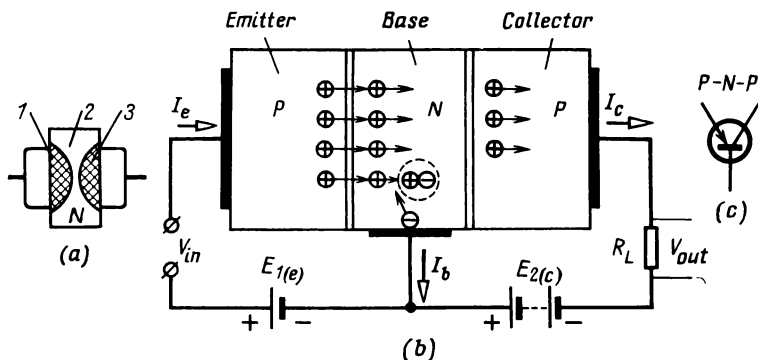 Emitter Base Collector
P N P
I_e I_c
P-N-P
1 2 3
N
(a)
V_in
E_1(e)
+ -
I_b
E_2(c)
+ -
R_L V_out
(b)
(c)